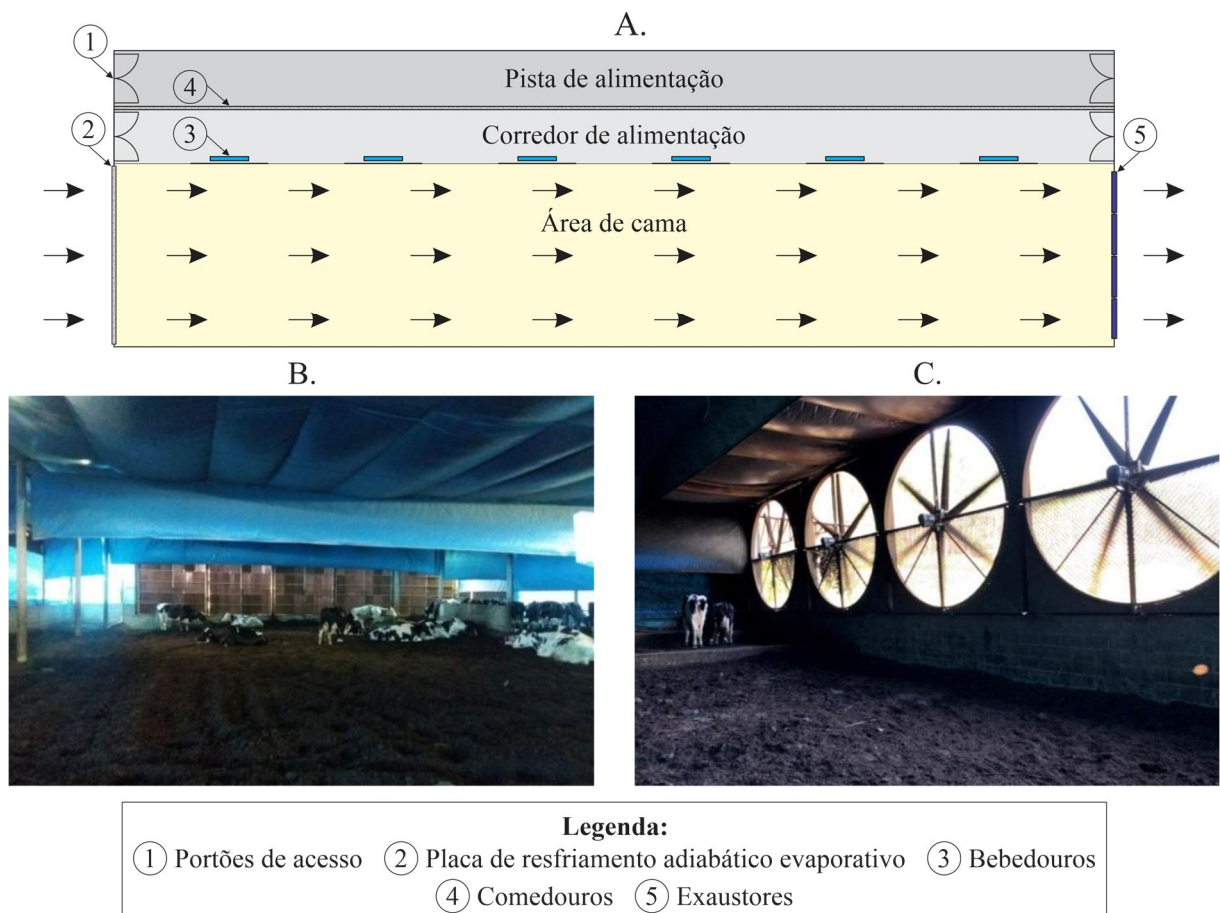 A.
1
Pista de alimentação
4
2
3
Corredor de alimentação
5
Área de cama
B.
C.
Legenda:
1 Portões de acesso 2 Placa de resfriamento adiabático evaporativo 3 Bebedouros
4 Comedouros 5 Exaustores